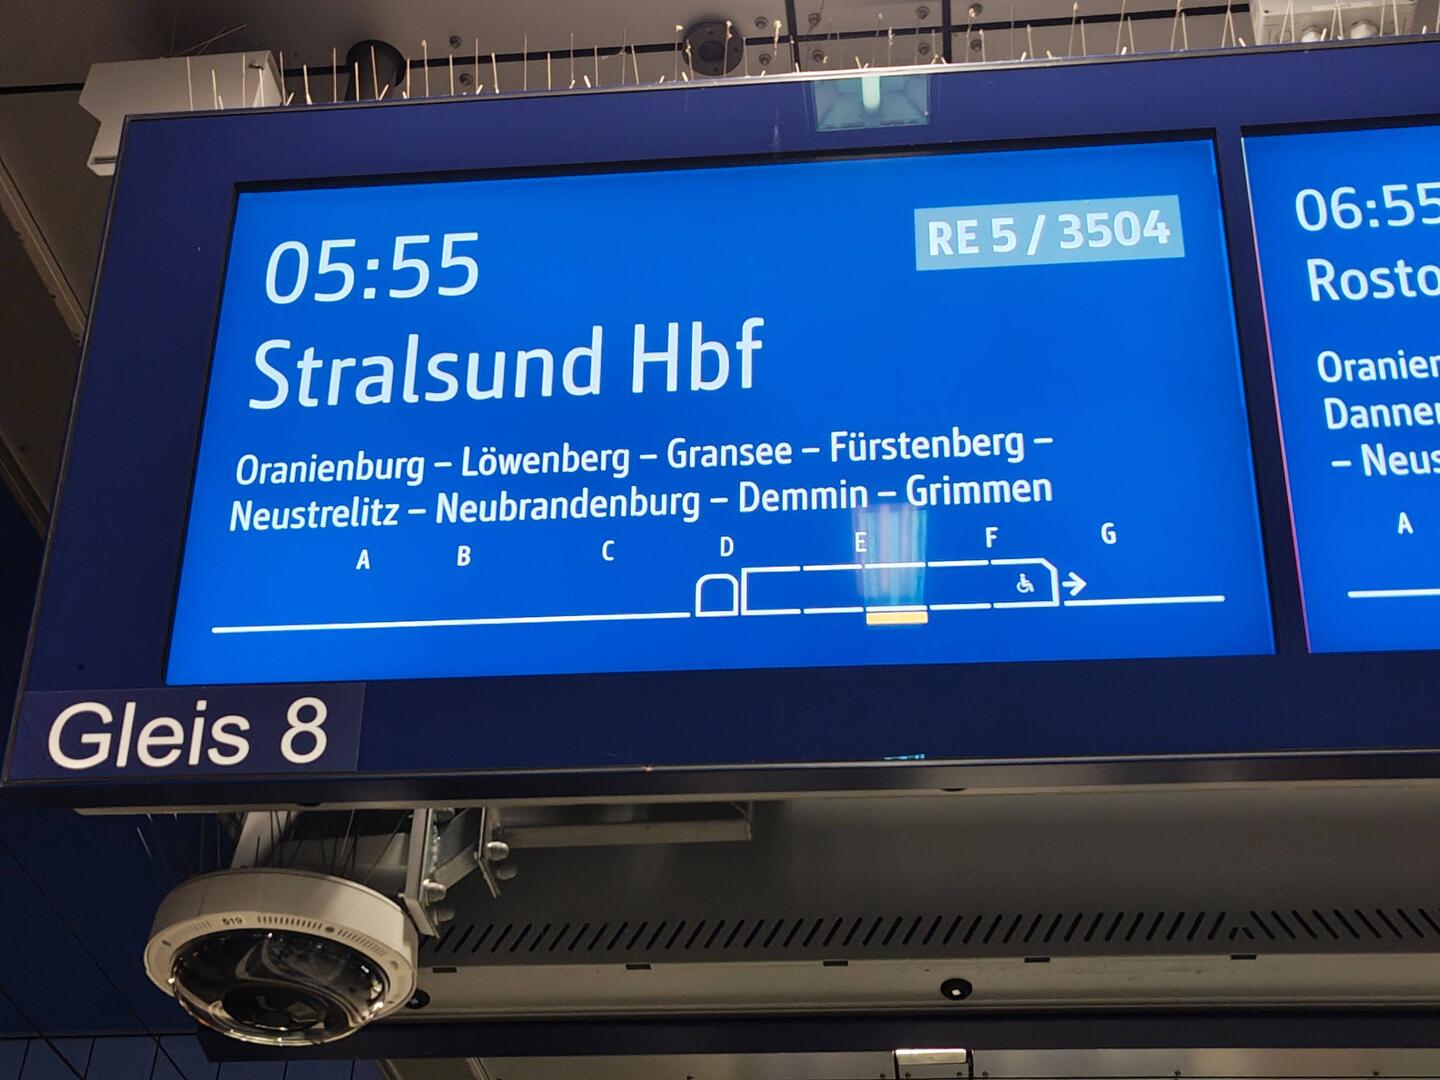 05:55
RE 5 / 3504
Stralsund Hbf
Oranienburg – Löwenberg – Gransee – Fürstenberg –
Neustrelitz – Neubrandenburg – Demmin – Grimmen
A B C D E F G
Gleis 8
06:55
Rosto
Oranien
Danne
– Neus
A
519